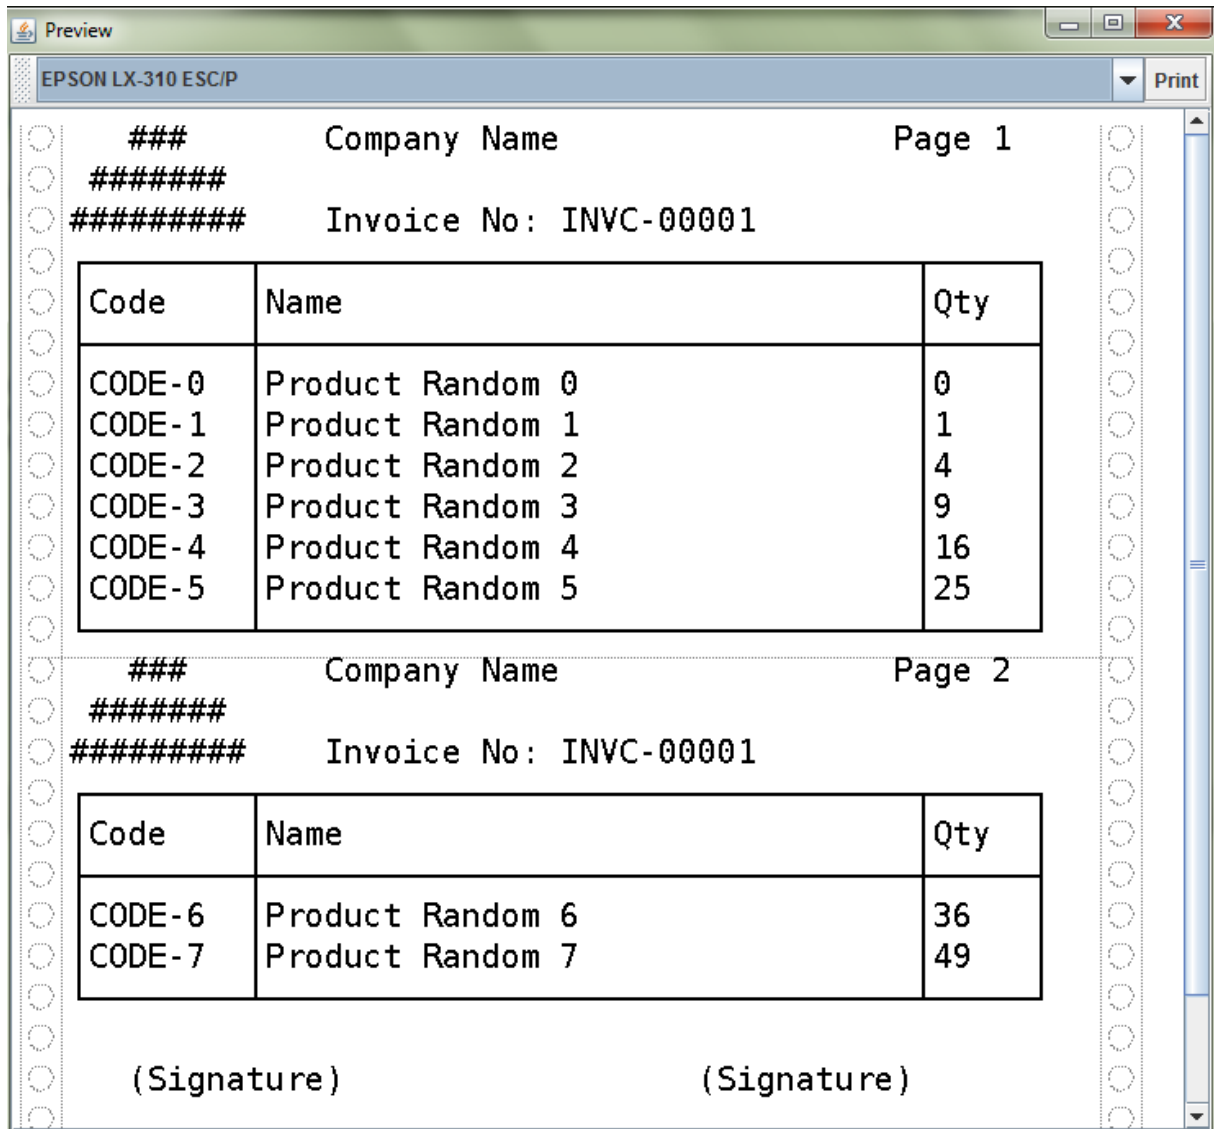 Preview
EPSON LX-310 ESC/P Print
### Company Name Page 1
#######
######### Invoice No: INVC-00001
Code Name Qty
CODE-0 Product Random 0 0
CODE-1 Product Random 1 1
CODE-2 Product Random 2 4
CODE-3 Product Random 3 9
CODE-4 Product Random 4 16
CODE-5 Product Random 5 25
### Company Name Page 2
#######
######### Invoice No: INVC-00001
Code Name Qty
CODE-6 Product Random 6 36
CODE-7 Product Random 7 49
(Signature) (Signature)